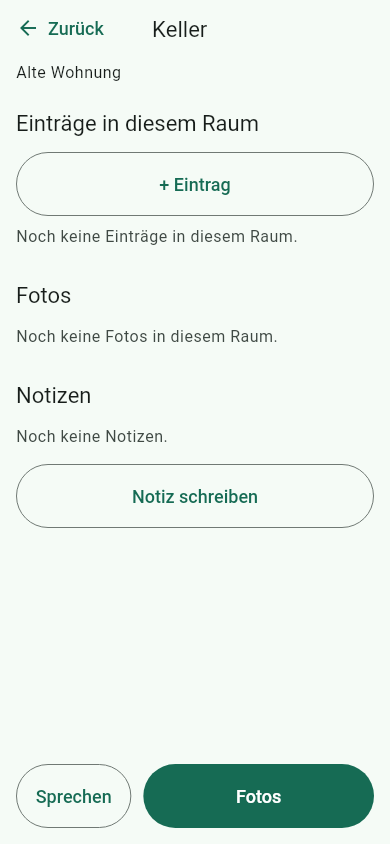 Zurück
Keller
Alte Wohnung
Einträge in diesem Raum
+ Eintrag
Noch keine Einträge in diesem Raum.
Fotos
Noch keine Fotos in diesem Raum.
Notizen
Noch keine Notizen.
Notiz schreiben
Sprechen
Fotos